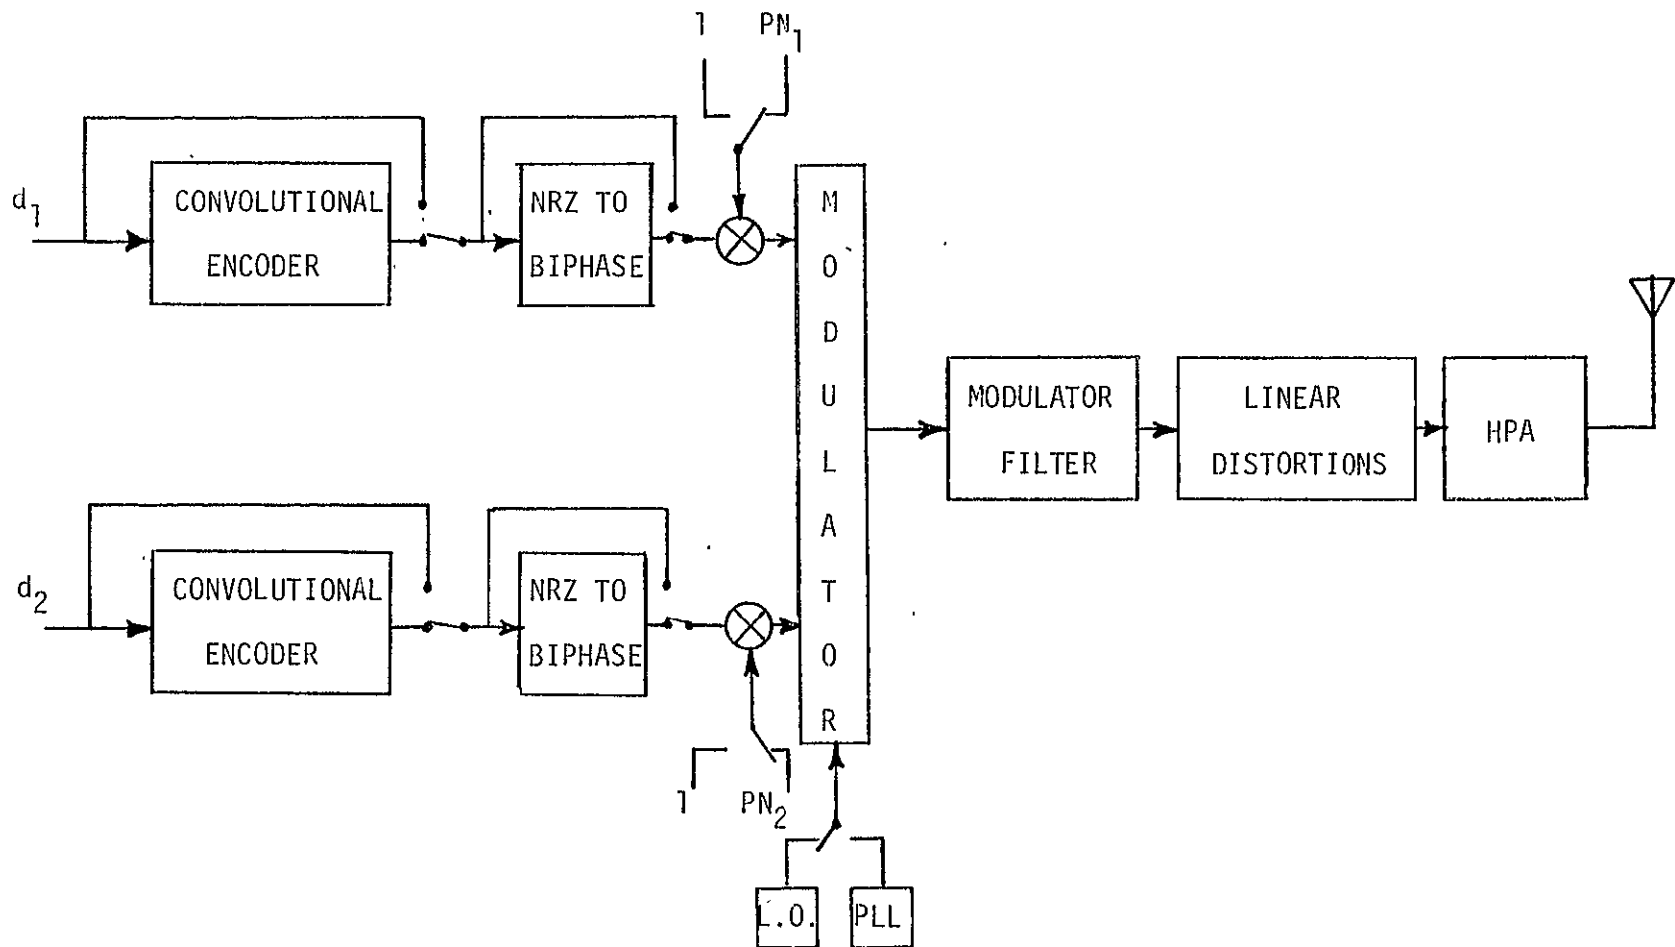 1 PN1
d1
CONVOLUTIONAL
ENCODER
NRZ TO
BIPHASE
MODULATOR
MODULATOR
FILTER
LINEAR
DISTORTIONS
HPA
d2
CONVOLUTIONAL
ENCODER
NRZ TO
BIPHASE
1 PN2
L.O. PLL